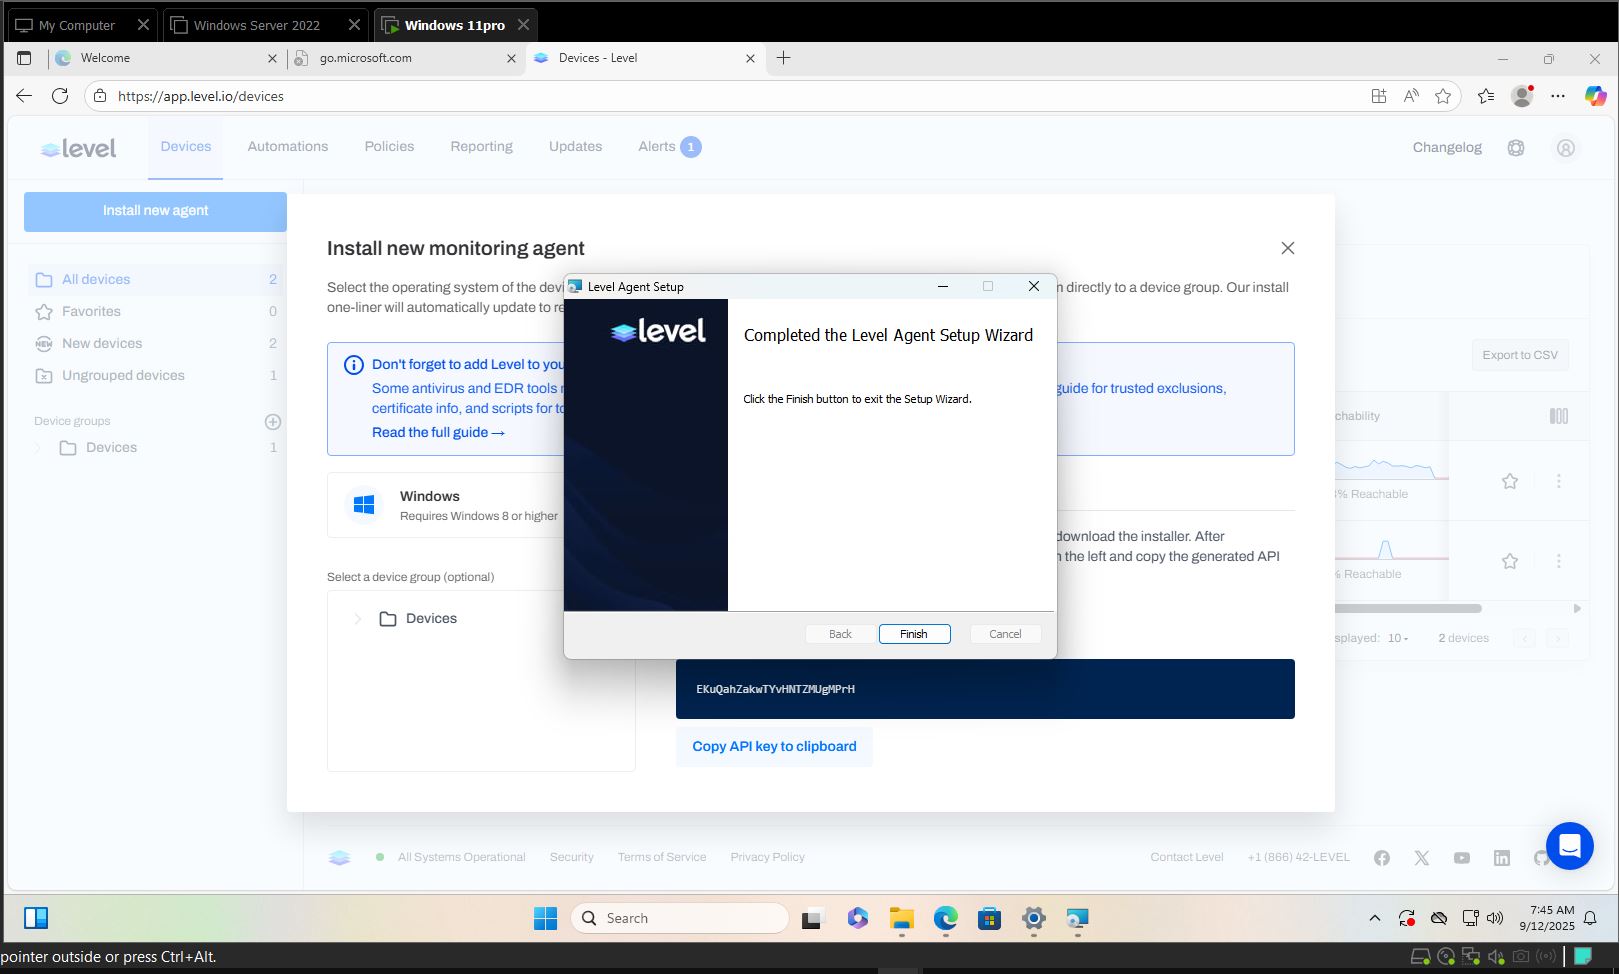 My Computer
Windows Server 2022
Windows 11pro
Welcome
go.microsoft.com
Devices - Level
https://app.level.io/devices
level
Devices
Automations
Policies
Reporting
Updates
Alerts 1
Changelog
Install new agent
All devices 2
Favorites 0
NEW New devices 2
Ungrouped devices 1
Device groups
Devices 1
Install new monitoring agent
Select the operating system of the devi
n directly to a device group. Our install
one-liner will automatically update to re
Don't forget to add Level to you
Some antivirus and EDR tools
guide for trusted exclusions,
certificate info, and scripts for to
Read the full guide →
Windows
Requires Windows 8 or higher
download the installer. After
the left and copy the generated API
Select a device group (optional)
Devices
EKuQahZakwTYvHNTZMUgMPrH
Copy API key to clipboard
Level Agent Setup
level
Completed the Level Agent Setup Wizard
Click the Finish button to exit the Setup Wizard.
Back
Finish
Cancel
Export to CSV
chability
% Reachable
% Reachable
splayed: 10
2 devices
All Systems Operational
Security
Terms of Service
Privacy Policy
Contact Level
+1 (866) 42-LEVEL
Search
7:45 AM
9/12/2025
pointer outside or press Ctrl+Alt.